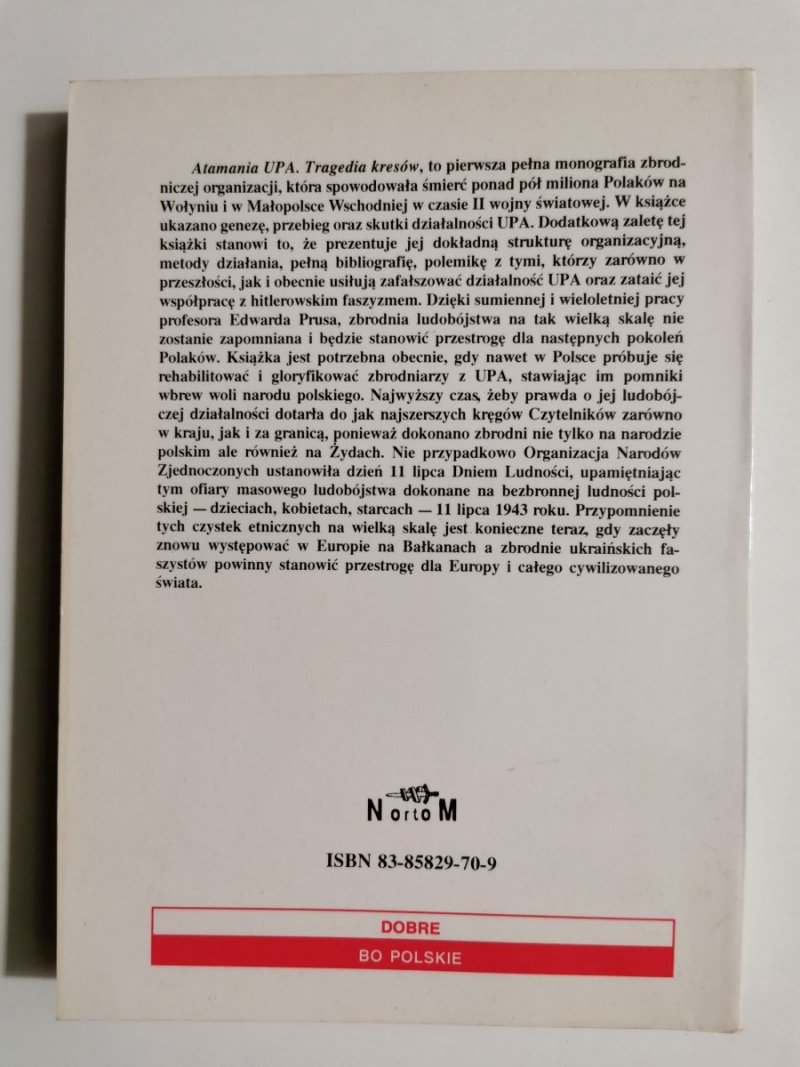 Atamania UPA. Tragedia kresów, to pierwsza pełna monografia zbrod-
niczej organizacji, która spowodowała śmierć ponad pół miliona Polaków na
Wołyniu i w Małopolsce Wschodniej w czasie II wojny światowej. W książce
ukazano genezę, przebieg oraz skutki działalności UPA. Dodatkową zaletę tej
książki stanowi to, że prezentuje jej dokładną strukturę organizacyjną,
metody działania, pełną bibliografię, polemikę z tymi, którzy zarówno w
przeszłości, jak i obecnie usiłują zafałszować działalność UPA oraz zataić jej
współpracę z hitlerowskim faszyzmem. Dzięki sumiennej i wieloletniej pracy
profesora Edwarda Prusa, zbrodnia ludobójstwa na tak wielką skalę nie
zostanie zapomniana i będzie stanowić przestrogę dla następnych pokoleń
Polaków. Książka jest potrzebna obecnie, gdy nawet w Polsce próbuje się
rehabilitować i gloryfikować zbrodniarzy z UPA, stawiając im pomniki
wbrew woli narodu polskiego. Najwyższy czas, żeby prawda o jej ludobój-
czej działalności dotarła do jak najszerszych kręgów Czytelników zarówno
w kraju, jak i za granicą, ponieważ dokonano zbrodni nie tylko na narodzie
polskim ale również na Żydach. Nie przypadkowo Organizacja Narodów
Zjednoczonych ustanowiła dzień 11 lipca Dniem Ludności, upamiętniając
tym ofiary masowego ludobójstwa dokonane na bezbronnej ludności pol-
skiej — dzieciach, kobietach, starcach — 11 lipca 1943 roku. Przypomnienie
tych czystek etnicznych na wielką skalę jest konieczne teraz, gdy zaczęły
znowu występować w Europie na Bałkanach a zbrodnie ukraińskich fa-
szystów powinny stanowić przestrogę dla Europy i całego cywilizowanego
świata.
NortoM
ISBN 83-85829-70-9
DOBRE
BO POLSKIE